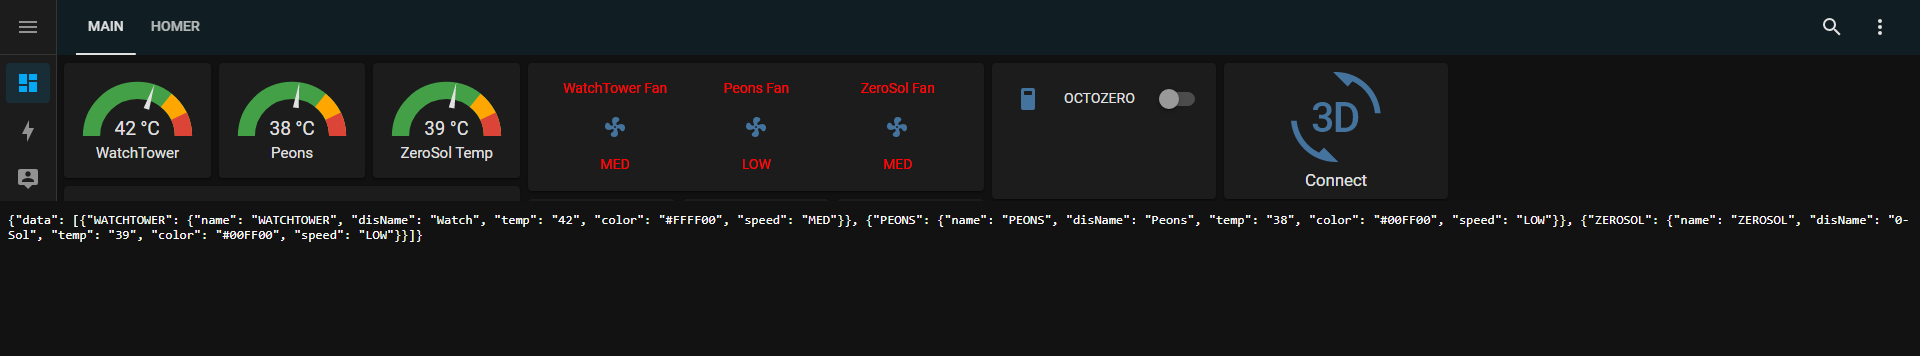 MAIN HOMER
42 °C
WatchTower
38 °C
Peons
39 °C
ZeroSol Temp
WatchTower Fan
MED
Peons Fan
LOW
ZeroSol Fan
MED
OCTOZERO
3D
Connect
{"data": [{"WATCHTOWER": {"name": "WATCHTOWER", "disName": "Watch", "temp": "42", "color": "#FFFF00", "speed": "MED"}}, {"PEONS": {"name": "PEONS", "disName": "Peons", "temp": "38", "color": "#00FF00", "speed": "LOW"}}, {"ZEROSOL": {"name": "ZEROSOL", "disName": "0-
Sol", "temp": "39", "color": "#00FF00", "speed": "LOW"}}]}